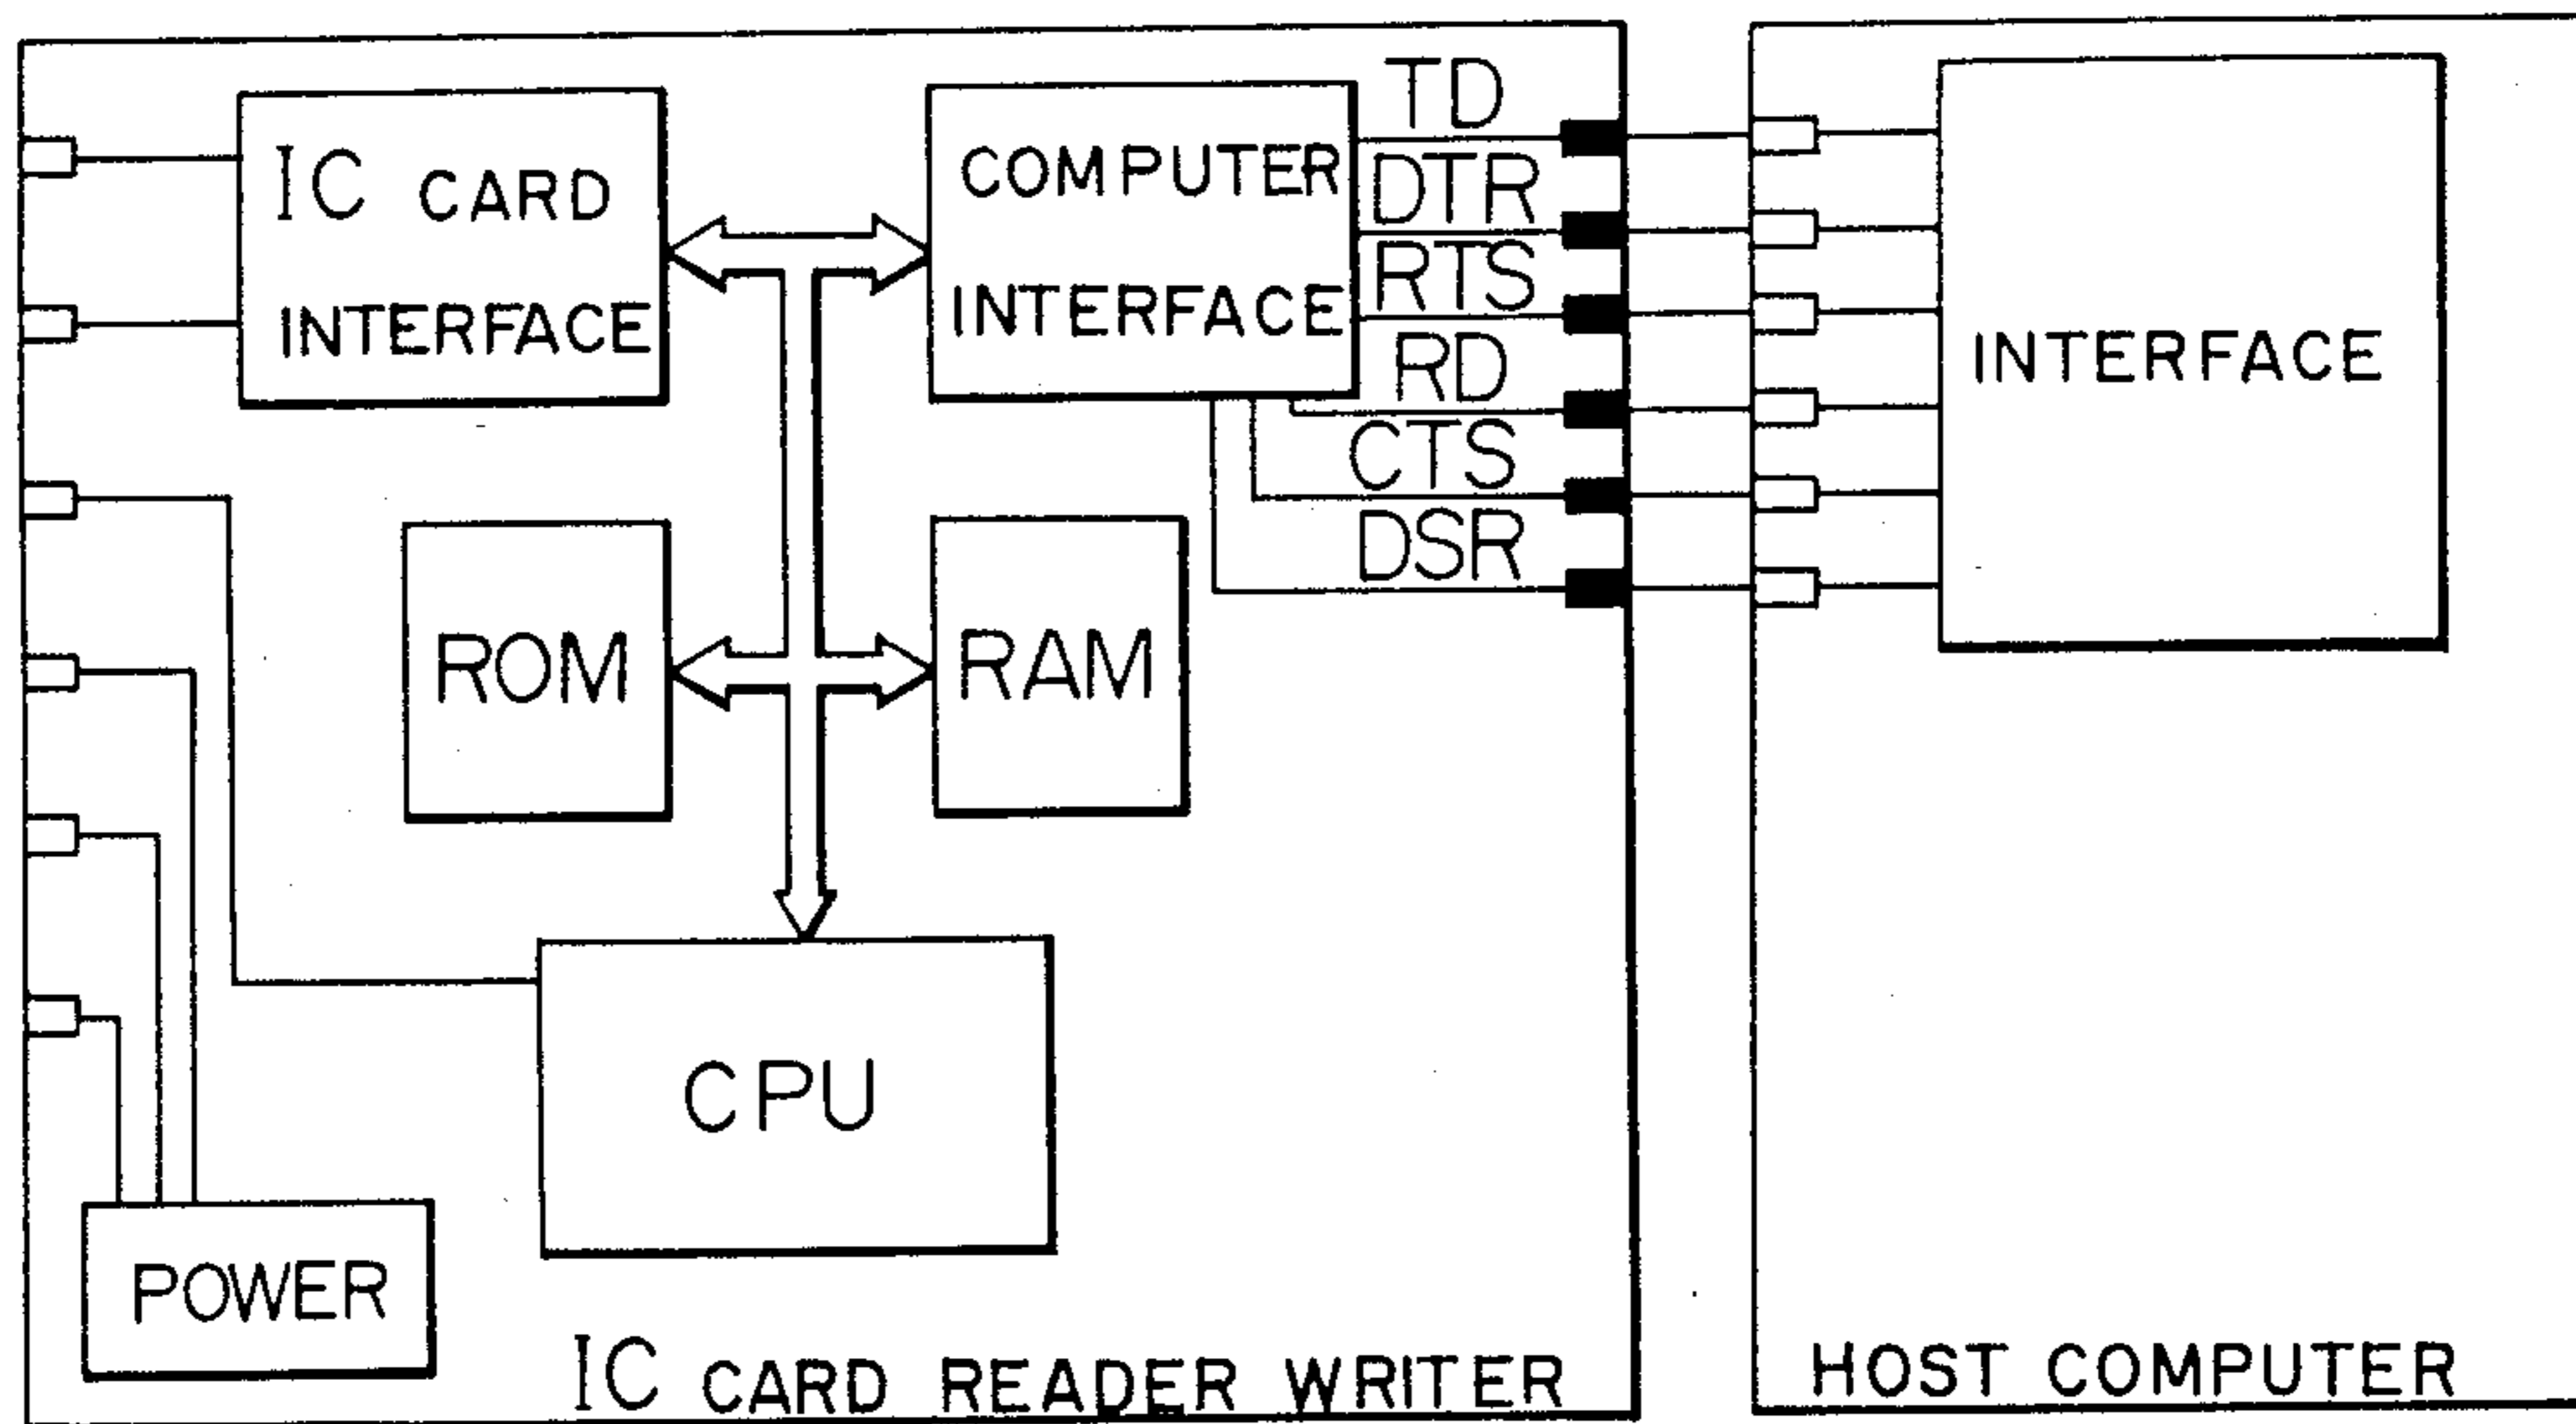 IC CARD
INTERFACE
COMPUTER
INTERFACE
TD
DTR
RTS
RD
CTS
DSR
INTERFACE
ROM
RAM
CPU
POWER
IC CARD READER WRITER
HOST COMPUTER